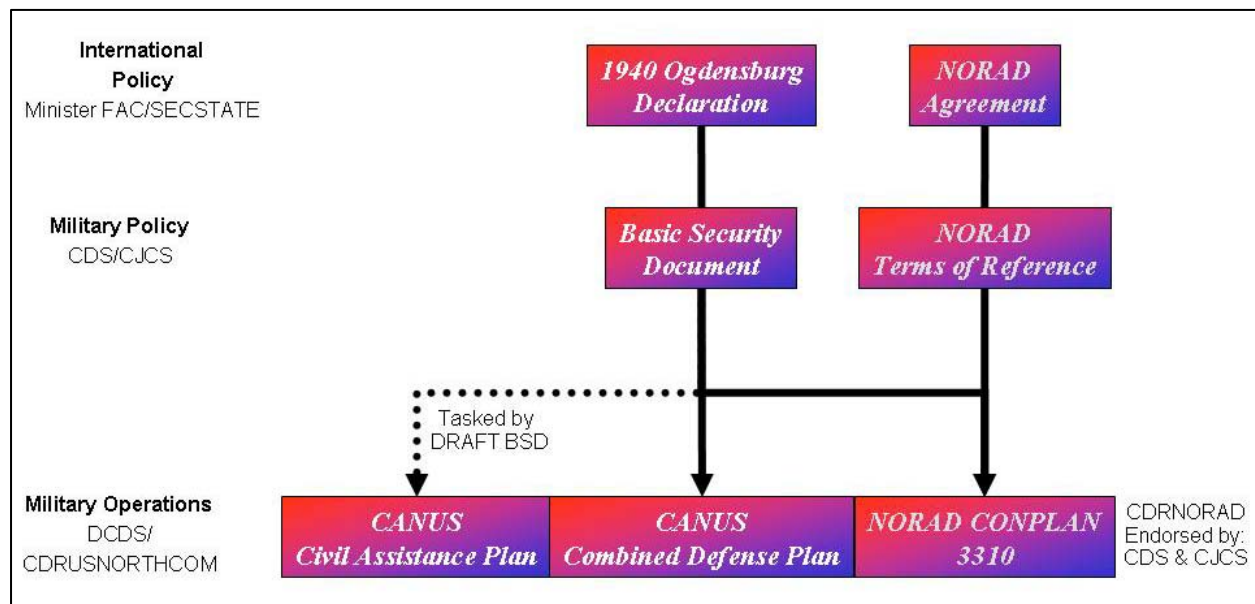 International
Policy
Minister FAC/SECSTATE
1940 Ogdensburg
Declaration
NORAD
Agreement
Military Policy
CDS/CJCS
Basic Security
Document
NORAD
Terms of Reference
Tasked by
DRAFT BSD
Military Operations
DCDS/
CDRUSNORTHCOM
CANUS
Civil Assistance Plan
CANUS
Combined Defense Plan
NORAD CONPLAN
3310
CDRNORAD
Endorsed by:
CDS & CJCS